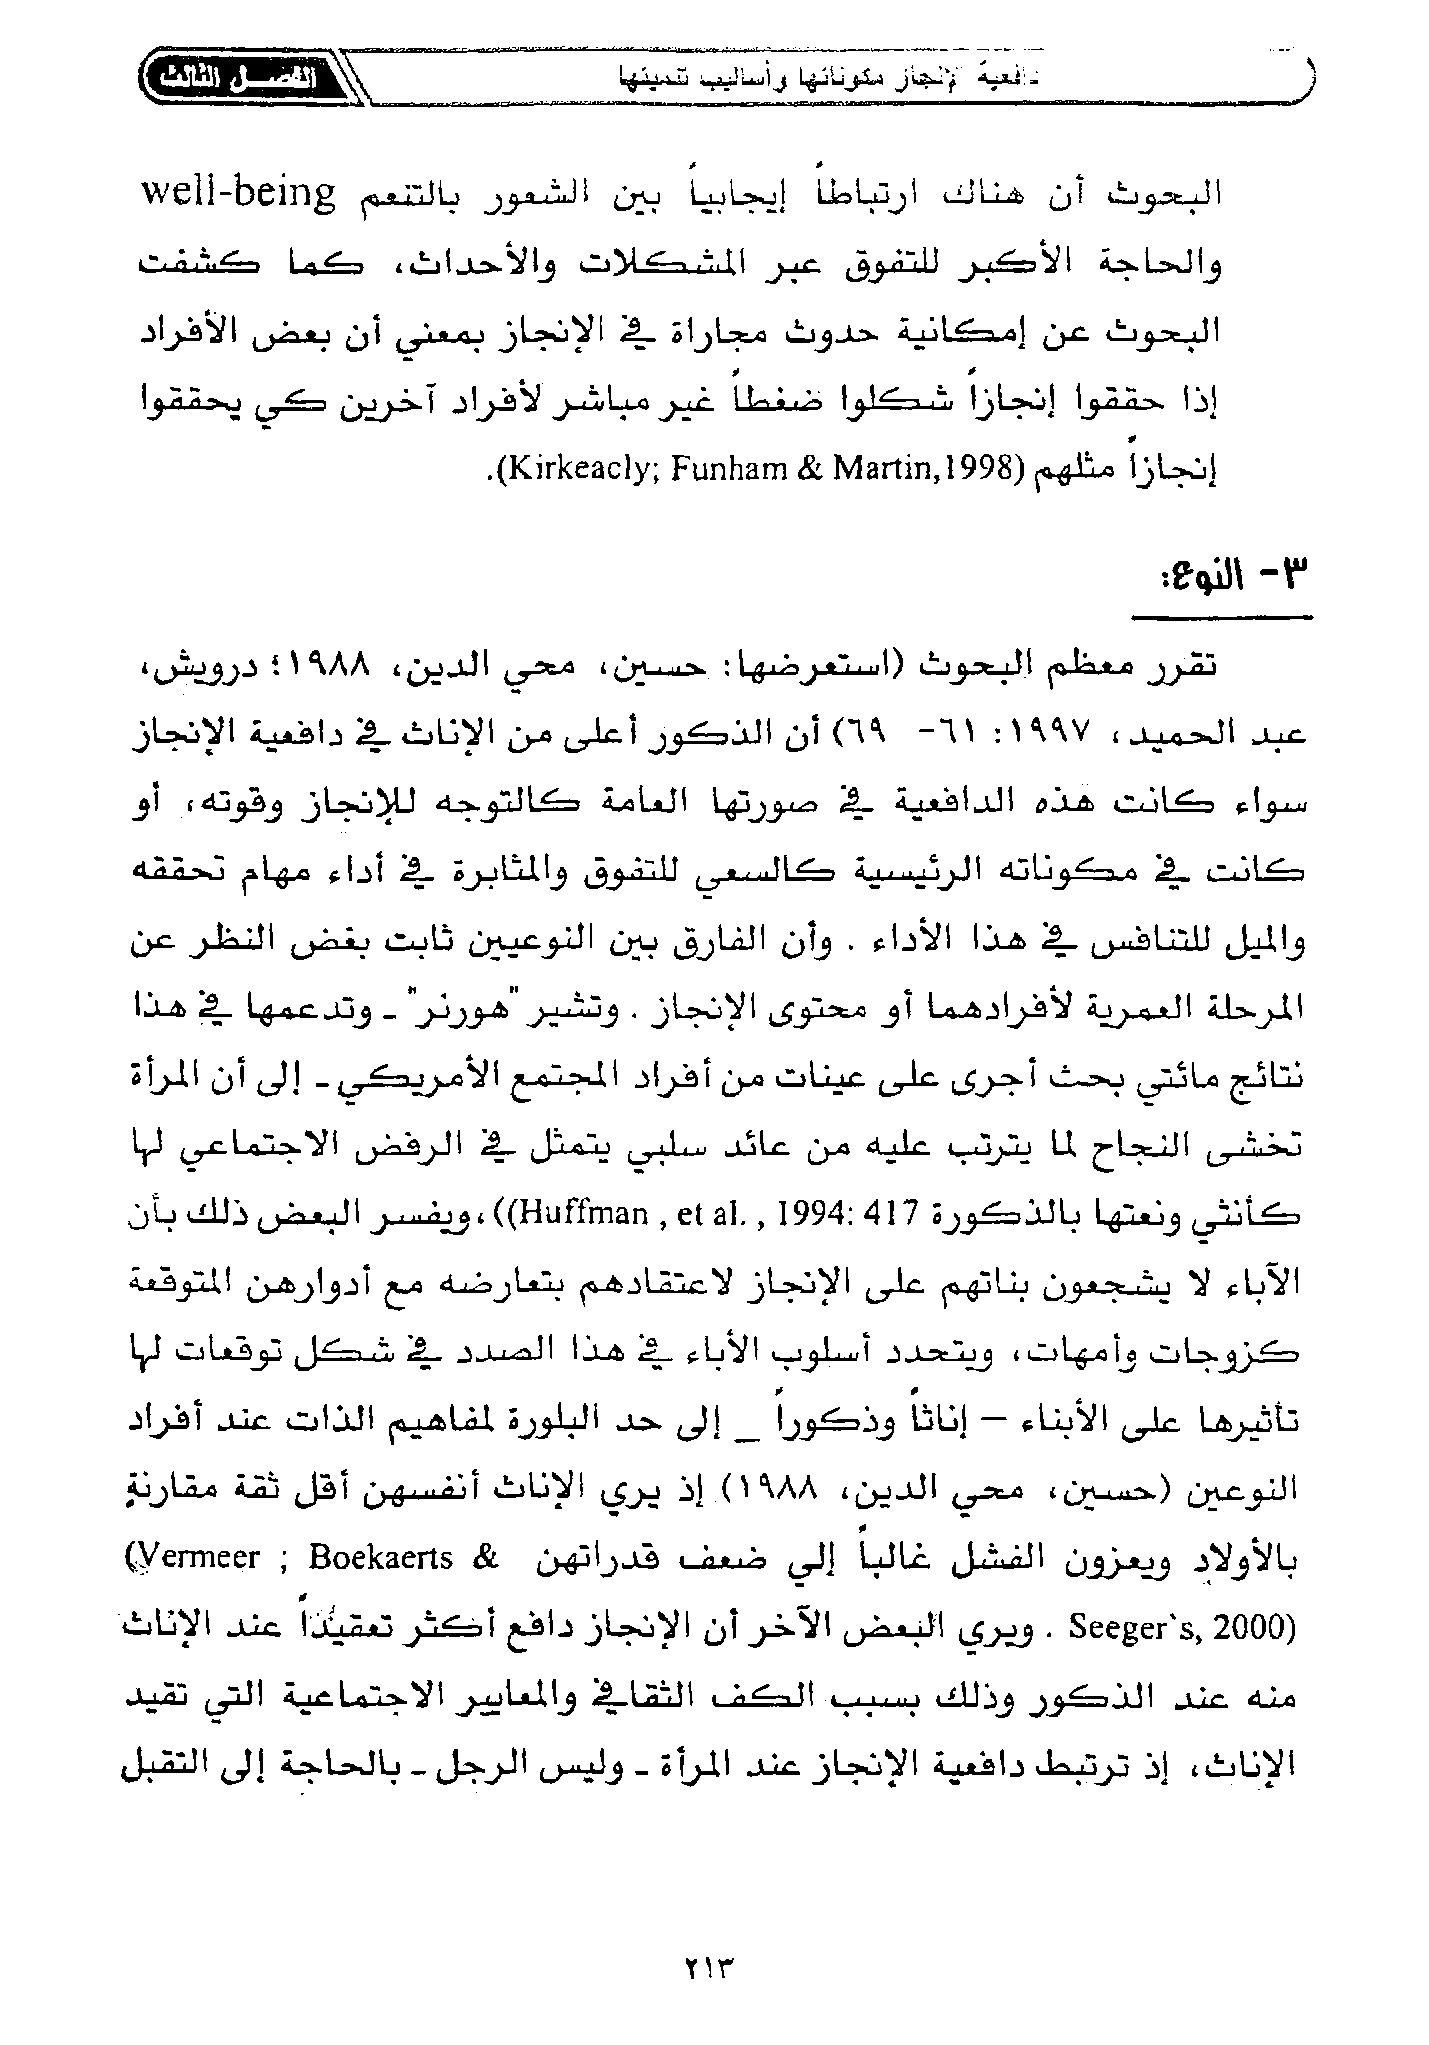 دافعية الإنجاز مكوناتها وأساليب تنميتها
الفصل الثالث
البحوث أن هناك ارتباطاً إيجابياً بين الشعور بالتنعم well-being
والحاجة الأكبر للتفوق عبر المشكلات والأحداث، كما كشفت
البحوث عن إمكانية حدوث مجاراة في الإنجاز بمعني أن بعض الأفراد
إذا حققوا إنجازاً شكلوا ضغطاً غير مباشر لأفراد آخرين كي يحققوا
إنجازاً مثلهم (Kirkeacly; Funham & Martin,1998).
٣- النوع:
تقرر معظم البحوث (استعرضها: حسين، محي الدين، ١٩٨٨؛ درويش،
عبد الحميد، ١٩٩٧: ٦١- ٦٩) أن الذكور أعلى من الإناث في دافعية الإنجاز
سواء كانت هذه الدافعية في صورتها العامة كالتوجه للإنجاز وقوته، أو
كانت في مكوناته الرئيسية كالسعي للتفوق والمثابرة في أداء مهام تحققه
والميل للتنافس في هذا الأداء . وأن الفارق بين النوعيين ثابت بغض النظر عن
المرحلة العمرية لأفرادهما أو محتوى الإنجاز . وتشير "هورنر" ـ وتدعمها في هذا
نتائج مائتي بحث أجرى على عينات من أفراد المجتمع الأمريكي ـ إلى أن المرأة
تخشى النجاح لما يترتب عليه من عائد سلبي يتمثل في الرفض الاجتماعي لها
كأنثي ونعتها بالذكورة Huffman , et al. , 1994: 417))، ويفسر البعض ذلك بأن
الآباء لا يشجعون بناتهم على الإنجاز لاعتقادهم بتعارضه مع أدوارهن المتوقعة
كزوجات وأمهات، ويتحدد أسلوب الأباء في هذا الصدد في شكل توقعات لها
تأثيرها على الأبناء – إناثاً وذكوراً _ إلى حد البلورة لمفاهيم الذات عند أفراد
النوعين (حسين، محي الدين، ١٩٨٨) إذ يري الإناث أنفسهن أقل ثقة مقارنة
بالأولاد ويعزون الفشل غالباً إلي ضعف قدراتهن (Vermeer ; Boekaerts &
Seeger`s, 2000) . ويري البعض الآخر أن الإنجاز دافع أكثر تعقيداً عند الإناث
منه عند الذكور وذلك بسبب الكف الثقافي والمعايير الاجتماعية التي تقيد
الإناث، إذ ترتبط دافعية الإنجاز عند المرأة ـ وليس الرجل ـ بالحاجة إلى التقبل
٢١٣